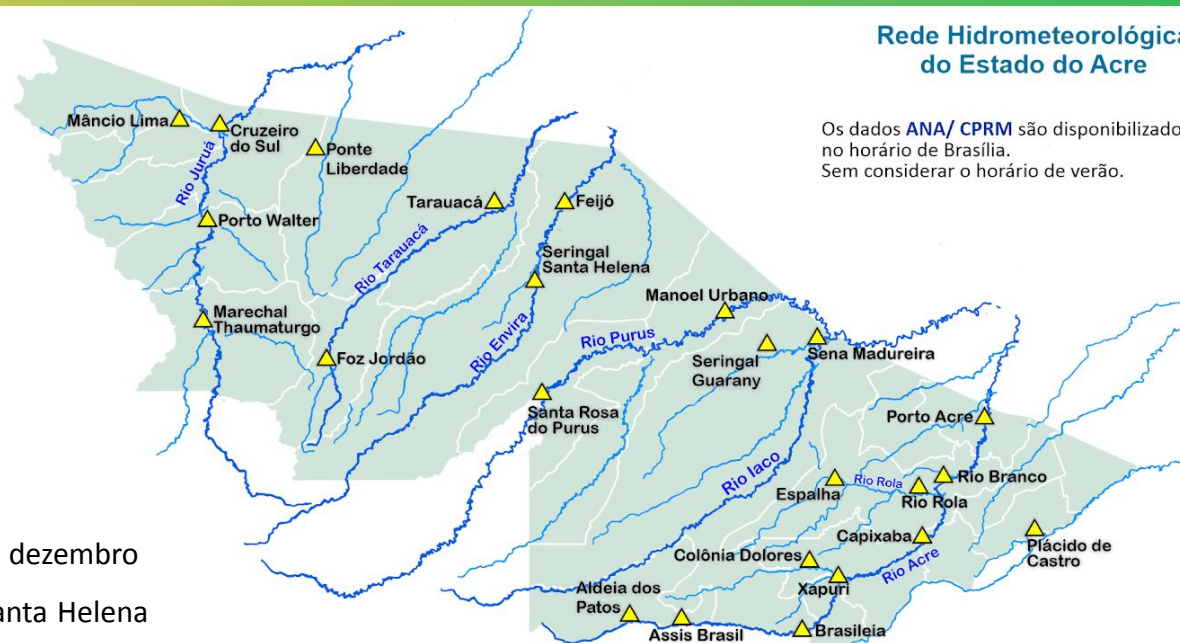 Rede Hidrometeorológica
do Estado do Acre
Os dados ANA/ CPRM são disponibilizado
no horário de Brasília.
Sem considerar o horário de verão.
Mâncio Lima
Cruzeiro
do Sul
Ponte
Liberdade
Rio Juruá
Porto Walter
Tarauacá
Feijó
Rio Tarauacá
Seringal
Santa Helena
Marechal
Thaumaturgo
Foz Jordão
Rio Envira
Manoel Urbano
Rio Purus
Seringal
Guarany
Sena Madureira
Santa Rosa
do Purus
Porto Acre
Rio Iaco
Espalha
Rio Rola
Rio Rola
Rio Branco
Capixaba
Plácido de
Castro
Colônia Dolores
Rio Acre
Xapuri
Aldeia dos
Patos
Assis Brasil
Brasileia
dezembro
anta Helena